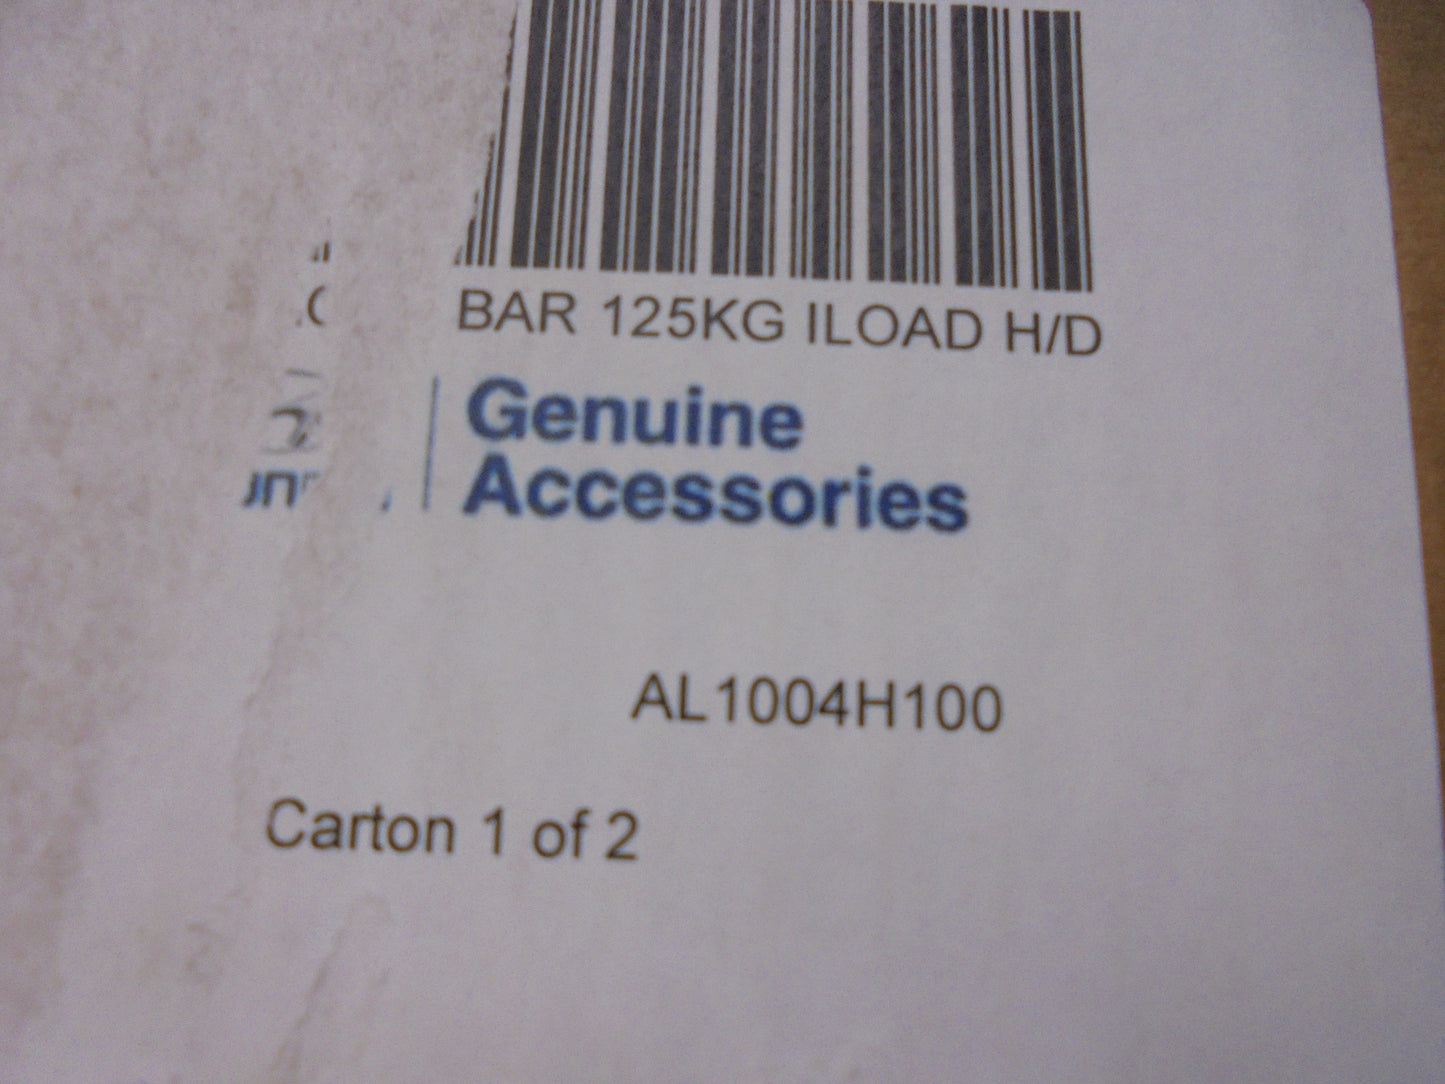 BAR 125KG ILOAD H/D
Genuine
Accessories
AL1004H100
Carton 1 of 2